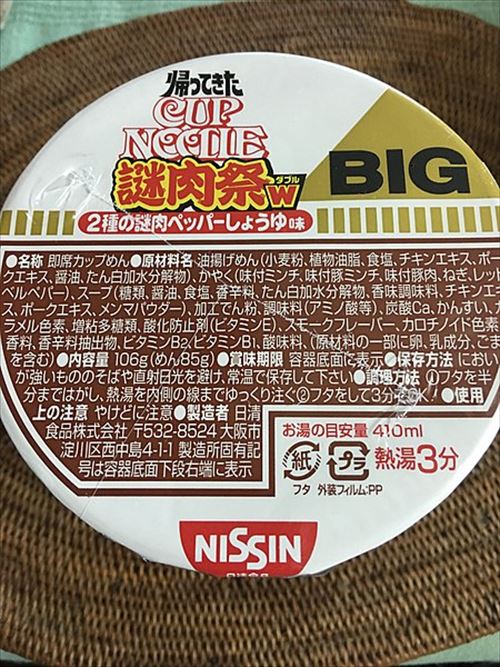 帰ってきた
CUP
NOODLE
BIG
ダブル
謎肉祭W
2種の謎肉ペッパーしょうゆ味
●名称 即席カップめん●原材料名 油揚げめん(小麦粉、植物油脂、食塩、チキンエキス、ポー
クエキス、醤油、たん白加水分解物)、かやく(味付ミンチ、味付豚ミンチ、味付豚肉、ねぎ、レッド
ベルペパー)、スープ(糖類、醤油、食塩、香辛料、たん白加水分解物、香味調味料、チキンエキ
ス、ポークエキス、メンマパウダー)、加工でん粉、調味料(アミノ酸等)、炭酸Ca、かんすい、カ
ラメル色素、増粘多糖類、酸化防止剤(ビタミンE)、スモークフレーバー、カロチノイド色素、
香料、香辛料抽出物、ビタミンB2、ビタミンB1、酸味料、(原材料の一部に卵、乳成分、ごま
を含む)●内容量 106g(めん85g)●賞味期限 容器底面に表示●保存方法 におい
が強いもののそばや直射日光を避け、常温で保存して下さい●調理方法 ①フタを半
分まではがし、熱湯を内側の線までゆっくり注ぐ②フタをして3分 ●使用
上の注意 やけどに注意●製造者 日清
食品株式会社 〒532-8524 大阪市
淀川区西中島4-1-1 製造所固有記
号は容器底面下段右端に表示
お湯の目安量 410ml
紙 プラ 熱湯3分
フタ 外装フィルム:PP
NISSIN
日清食品